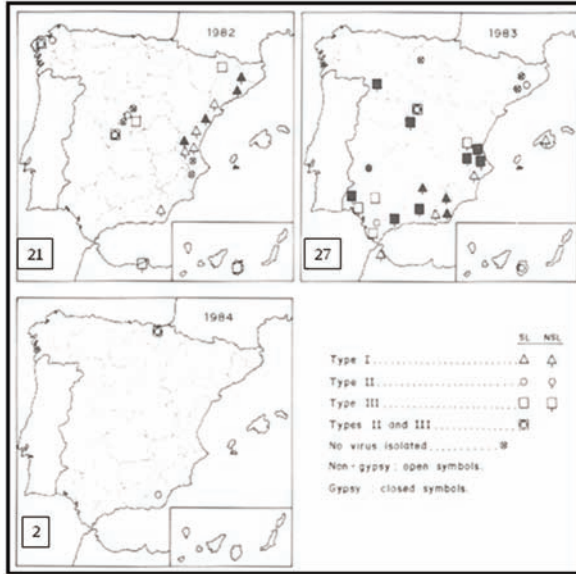 1982
21
1983
27
1984
2
SL NSL
Type I
Type II
Type III
Types II and III
No virus isolated
Non-gypsy : open symbols.
Gypsy : closed symbols.